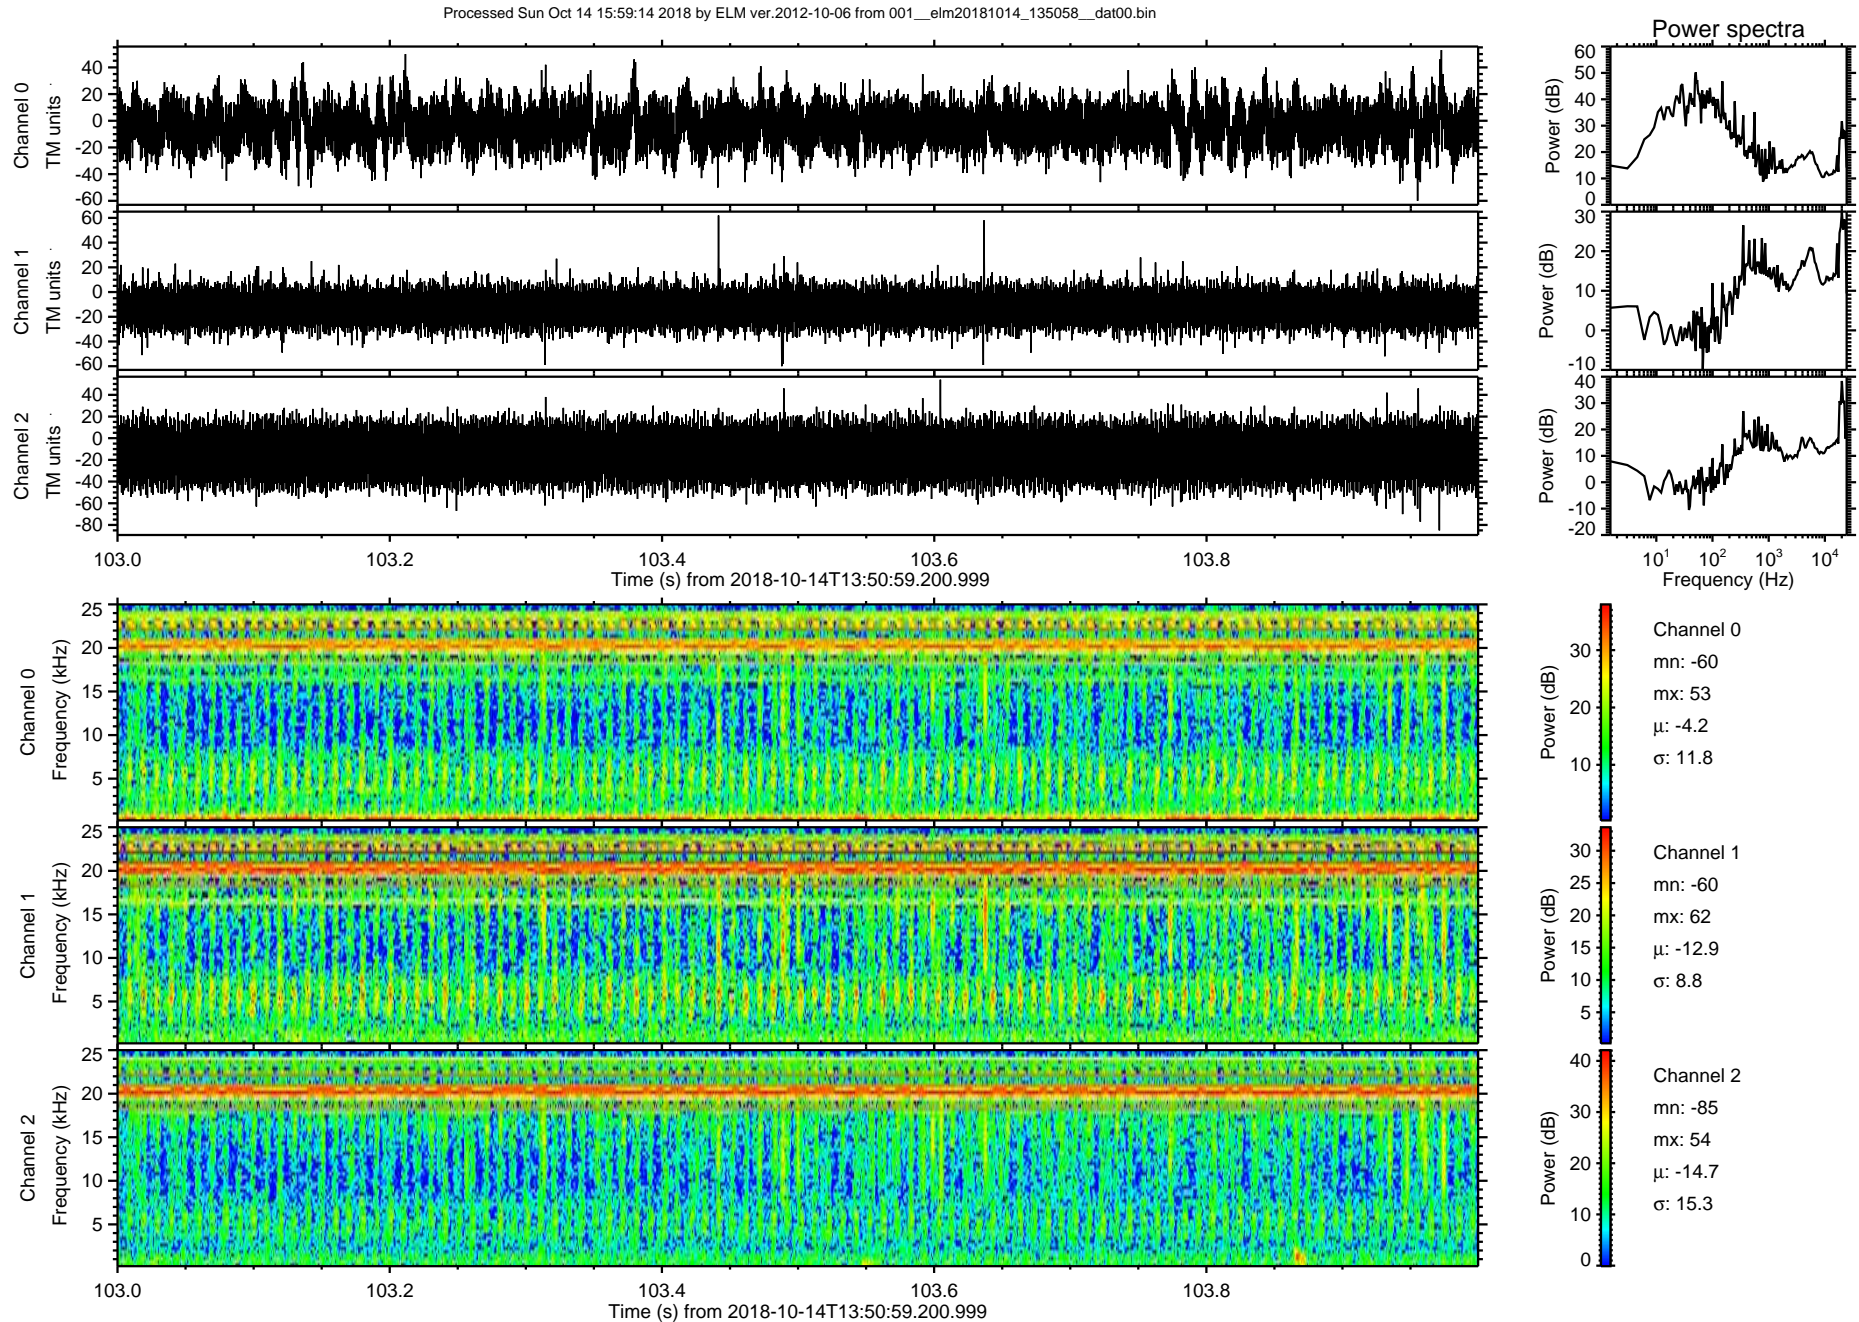 Processed Sun Oct 14 15:59:14 2018 by ELM ver.2012-10-06 from 001__elm20181014_135058__dat00.bin
Power spectra
Channel 0
TM units
40
20
0
-20
-40
-60
Power (dB)
60
50
40
30
20
10
0
Channel 1
TM units
60
40
20
0
-20
-40
-60
Power (dB)
30
20
10
0
-10
Channel 2
TM units
40
20
0
-20
-40
-60
-80
Power (dB)
40
30
20
10
0
-10
-20
103.0 103.2 103.4 103.6 103.8
Time (s) from 2018-10-14T13:50:59.200.999
10¹ 10² 10³ 10⁴
Frequency (Hz)
Channel 0
Frequency (kHz)
25
20
15
10
5
Power (dB)
30
20
10
Channel 0
mn: -60
mx: 53
μ: -4.2
σ: 11.8
Channel 1
Frequency (kHz)
25
20
15
10
5
Power (dB)
30
25
20
15
10
5
Channel 1
mn: -60
mx: 62
μ: -12.9
σ: 8.8
Channel 2
Frequency (kHz)
25
20
15
10
5
Power (dB)
40
30
20
10
0
Channel 2
mn: -85
mx: 54
μ: -14.7
σ: 15.3
103.0 103.2 103.4 103.6 103.8
Time (s) from 2018-10-14T13:50:59.200.999